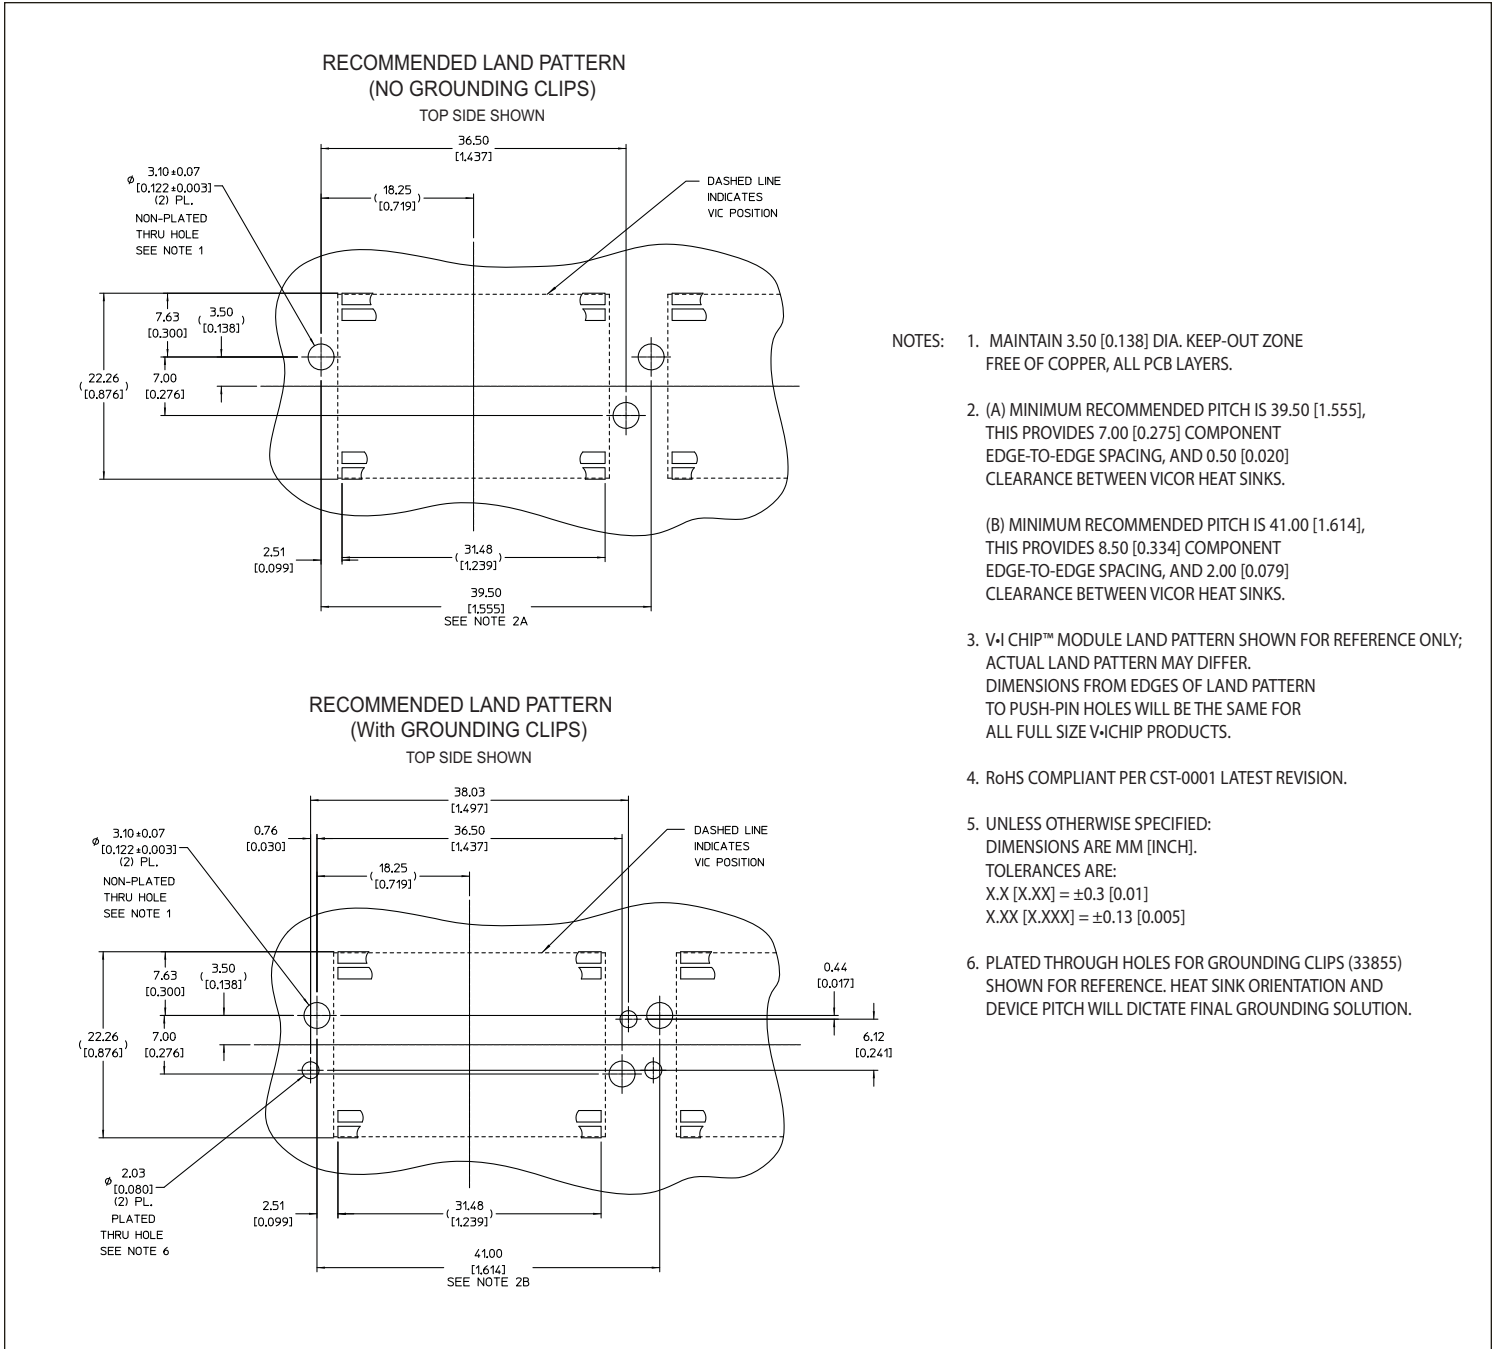 RECOMMENDED LAND PATTERN
(NO GROUNDING CLIPS)
TOP SIDE SHOWN
36.50
[1.437]
ø 3.10±0.07
[0.122±0.003]
(2) PL.
NON-PLATED
THRU HOLE
SEE NOTE 1
( 18.25 )
[0.719]
DASHED LINE
INDICATES
VIC POSITION
7.63
[0.300]
( 3.50 )
[0.138]
( 22.26 )
[0.876]
7.00
[0.276]
2.51
[0.099]
( 31.48 )
[1.239]
39.50
[1.555]
SEE NOTE 2A
RECOMMENDED LAND PATTERN
(With GROUNDING CLIPS)
TOP SIDE SHOWN
38.03
[1.497]
ø 3.10±0.07
[0.122±0.003]
(2) PL.
NON-PLATED
THRU HOLE
SEE NOTE 1
0.76
[0.030]
36.50
[1.437]
( 18.25 )
[0.719]
DASHED LINE
INDICATES
VIC POSITION
7.63
[0.300]
( 3.50 )
[0.138]
0.44
[0.017]
( 22.26 )
[0.876]
7.00
[0.276]
6.12
[0.241]
ø 2.03
[0.080]
(2) PL.
PLATED
THRU HOLE
SEE NOTE 6
2.51
[0.099]
( 31.48 )
[1.239]
41.00
[1.614]
SEE NOTE 2B
NOTES: 1. MAINTAIN 3.50 [0.138] DIA. KEEP-OUT ZONE
FREE OF COPPER, ALL PCB LAYERS.
2. (A) MINIMUM RECOMMENDED PITCH IS 39.50 [1.555],
THIS PROVIDES 7.00 [0.275] COMPONENT
EDGE-TO-EDGE SPACING, AND 0.50 [0.020]
CLEARANCE BETWEEN VICOR HEAT SINKS.
(B) MINIMUM RECOMMENDED PITCH IS 41.00 [1.614],
THIS PROVIDES 8.50 [0.334] COMPONENT
EDGE-TO-EDGE SPACING, AND 2.00 [0.079]
CLEARANCE BETWEEN VICOR HEAT SINKS.
3. V•I CHIP™ MODULE LAND PATTERN SHOWN FOR REFERENCE ONLY;
ACTUAL LAND PATTERN MAY DIFFER.
DIMENSIONS FROM EDGES OF LAND PATTERN
TO PUSH-PIN HOLES WILL BE THE SAME FOR
ALL FULL SIZE V•ICHIP PRODUCTS.
4. RoHS COMPLIANT PER CST-0001 LATEST REVISION.
5. UNLESS OTHERWISE SPECIFIED:
DIMENSIONS ARE MM [INCH].
TOLERANCES ARE:
X.X [X.XX] = ±0.3 [0.01]
X.XX [X.XXX] = ±0.13 [0.005]
6. PLATED THROUGH HOLES FOR GROUNDING CLIPS (33855)
SHOWN FOR REFERENCE. HEAT SINK ORIENTATION AND
DEVICE PITCH WILL DICTATE FINAL GROUNDING SOLUTION.